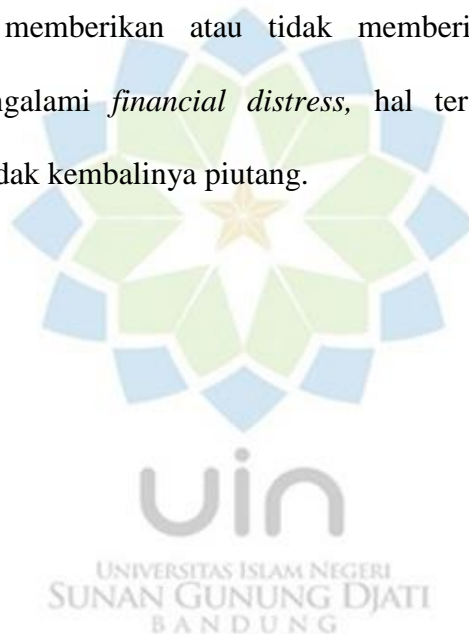 memberikan atau tidak memberi
ngalami financial distress, hal ter
dak kembalinya piutang.
uin
UNIVERSITAS ISLAM NEGERI
SUNAN GUNUNG DJATI
BANDUNG